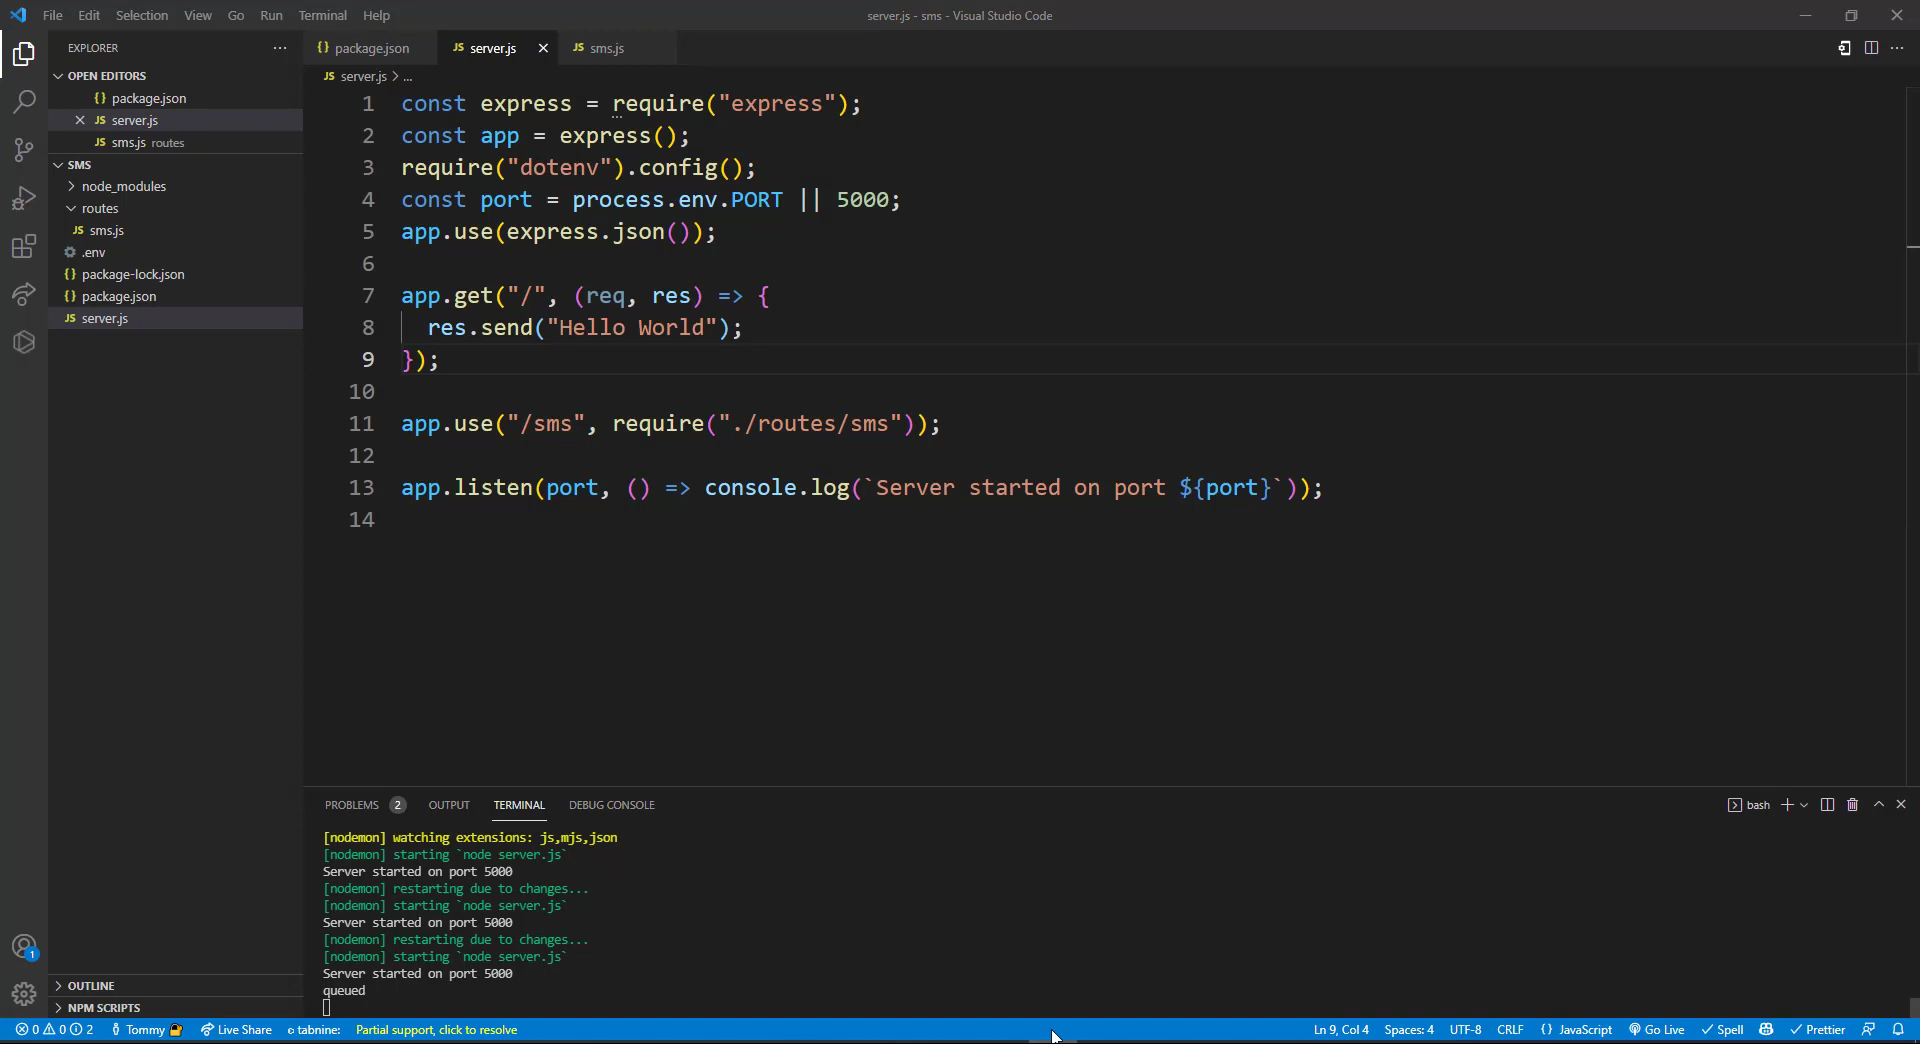 File Edit Selection View Go Run Terminal Help
server.js - sms - Visual Studio Code
EXPLORER
OPEN EDITORS
{} package.json
JS server.js
JS sms.js routes
SMS
node_modules
routes
JS sms.js
.env
{} package-lock.json
{} package.json
JS server.js
OUTLINE
NPM SCRIPTS
{} package.json
JS server.js
JS sms.js
JS server.js > ...
1 const express = require("express");
2 const app = express();
3 require("dotenv").config();
4 const port = process.env.PORT || 5000;
5 app.use(express.json());
6
7 app.get("/", (req, res) => {
8 res.send("Hello World");
9 });
10
11 app.use("/sms", require("./routes/sms"));
12
13 app.listen(port, () => console.log(`Server started on port ${port}`));
14
PROBLEMS 2 OUTPUT TERMINAL DEBUG CONSOLE
bash
[nodemon] watching extensions: js,mjs,json
[nodemon] starting `node server.js`
Server started on port 5000
[nodemon] restarting due to changes...
[nodemon] starting `node server.js`
Server started on port 5000
[nodemon] restarting due to changes...
[nodemon] starting `node server.js`
Server started on port 5000
queued
1
0 0 2 Tommy Live Share tabnine: Partial support, click to resolve
Ln 9, Col 4 Spaces: 4 UTF-8 CRLF {} JavaScript Go Live Spell Prettier